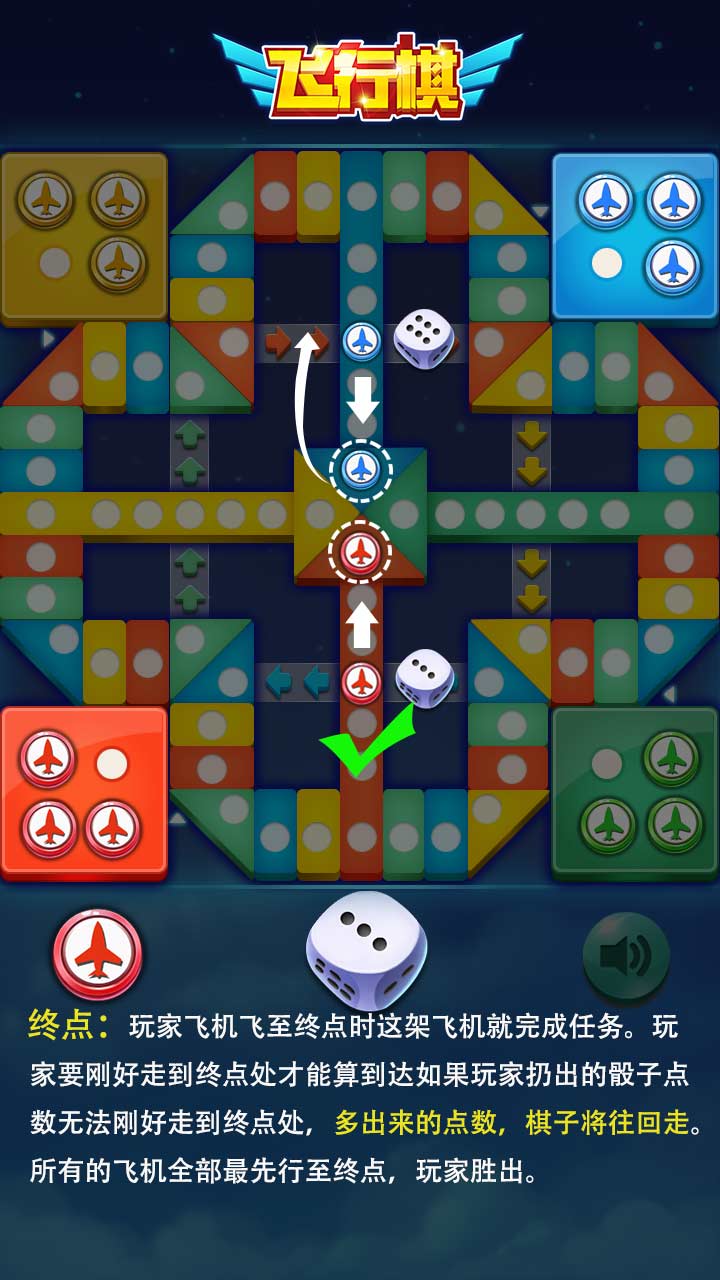 飞行棋
终点：玩家飞机飞至终点时这架飞机就完成任务。玩
家要刚好走到终点处才能算到达如果玩家扔出的骰子点
数无法刚好走到终点处，多出来的点数，棋子将往回走。
所有的飞机全部最先行至终点，玩家胜出。